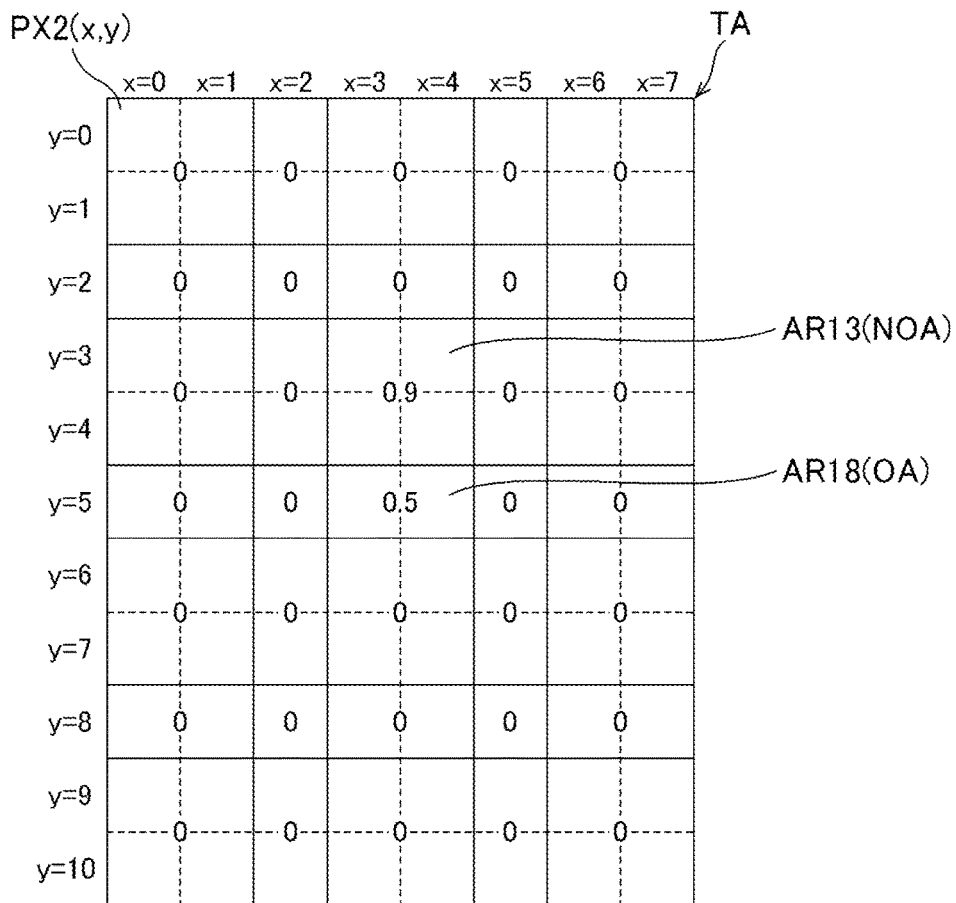 PX2(x,y)
TA
x=0 x=1 x=2 x=3 x=4 x=5 x=6 x=7
y=0
0 0 0 0 0
y=1
y=2 0 0 0 0 0
AR13(NOA)
y=3
0 0 0.9 0 0
y=4
AR18(OA)
y=5 0 0 0.5 0 0
y=6
0 0 0 0 0
y=7
y=8 0 0 0 0 0
y=9
0 0 0 0 0
y=10